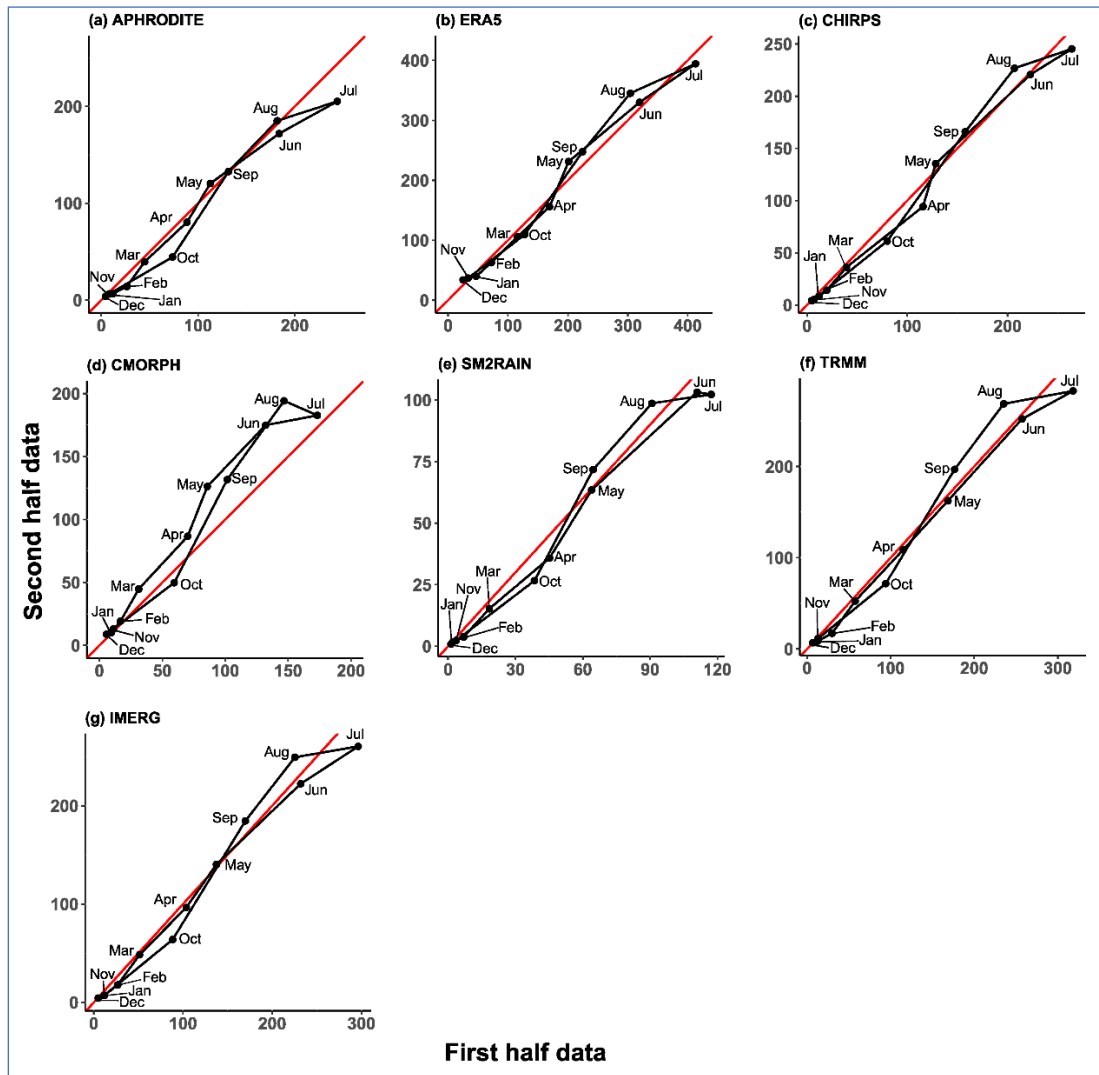 (a) APHRODITE
200
100
0
Jul
Aug
Jun
Sep
May
Apr
Mar
Oct
Nov
Feb
Jan
Dec
0 100 200
(b) ERA5
400
300
200
100
0
Jul
Aug
Jun
Sep
May
Apr
Mar
Oct
Nov
Feb
Jan
Dec
0 100 200 300 400
(c) CHIRPS
250
200
150
100
50
0
Aug
Jul
Jun
Sep
May
Apr
Mar
Oct
Jan
Feb
Nov
Dec
0 100 200
(d) CMORPH
200
150
100
50
0
Aug
Jul
Jun
Sep
May
Apr
Mar
Oct
Jan
Feb
Nov
Dec
0 50 100 150 200
(e) SM2RAIN
100
75
50
25
0
Jun
Aug
Jul
Sep
May
Apr
Mar
Oct
Nov
Jan
Feb
Dec
0 30 60 90 120
(f) TRMM
200
100
0
Jul
Aug
Jun
Sep
May
Apr
Mar
Oct
Nov
Feb
Jan
Dec
0 100 200 300
(g) IMERG
200
100
0
Jul
Aug
Jun
Sep
May
Apr
Mar
Oct
Nov
Feb
Jan
Dec
0 100 200 300
Second half data
First half data